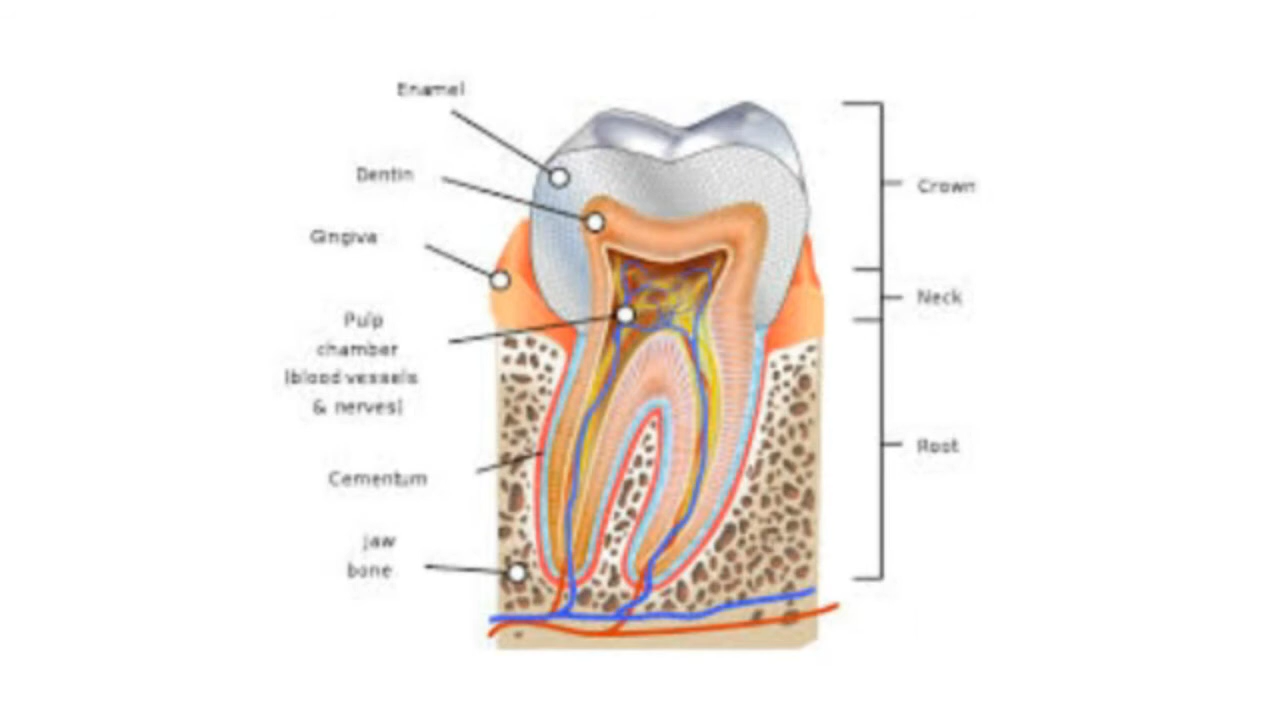 Enamel
Dentin
Gingiva
Pulp
chamber
(blood vessels
& nerves)
Cementum
Jaw
bone
Crown
Neck
Root